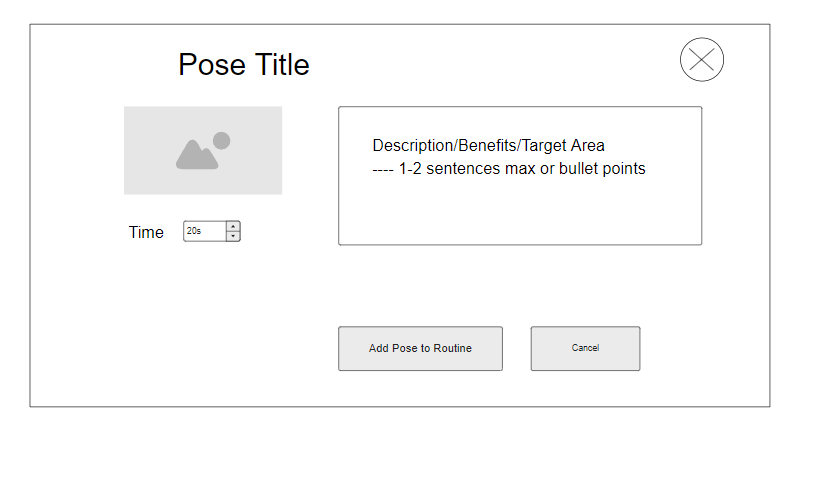 Pose Title
Description/Benefits/Target Area
---- 1-2 sentences max or bullet points
Time
20s
Add Pose to Routine
Cancel